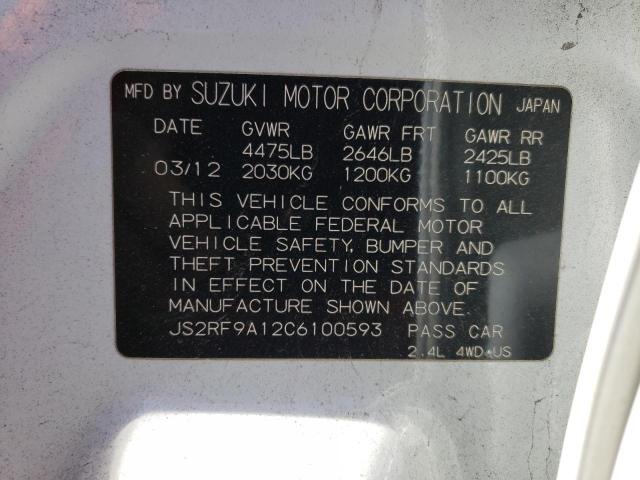 MFD BY SUZUKI MOTOR CORPORATION JAPAN
DATE GVWR GAWR FRT GAWR RR
4475LB 2646LB 2425LB
03/12 2030KG 1200KG 1100KG
THIS VEHICLE CONFORMS TO ALL
APPLICABLE FEDERAL MOTOR
VEHICLE SAFETY, BUMPER AND
THEFT PREVENTION STANDARDS
IN EFFECT ON THE DATE OF
MANUFACTURE SHOWN ABOVE.
JS2RF9A12C6100593 PASS CAR
2.4L 4WD•US